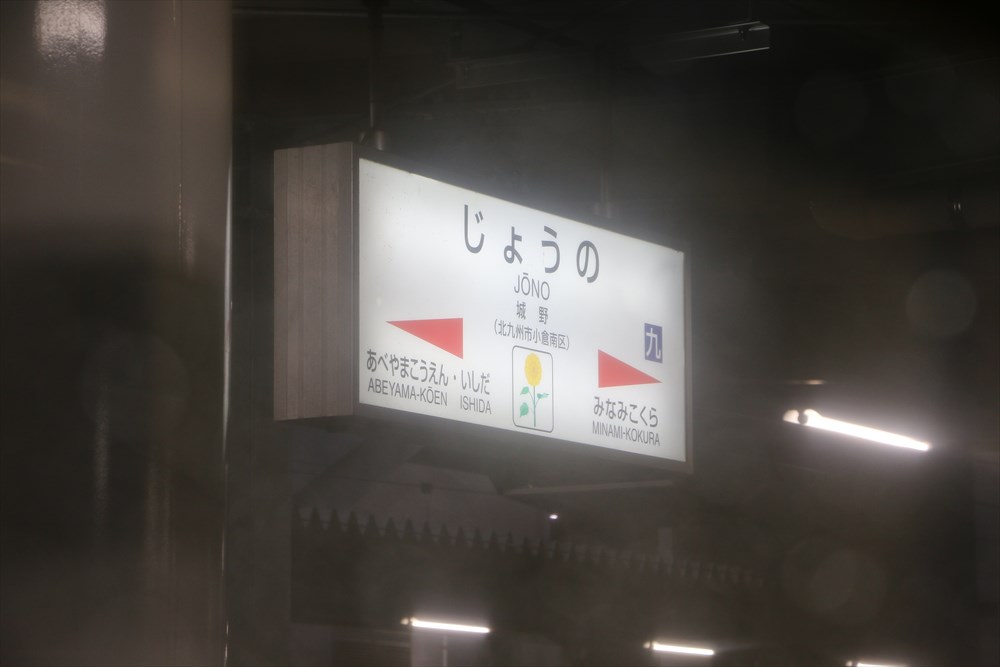 じょうの
JŌNO
城野
(北九州市小倉南区)
九
あべやまこうえん・いしだ
ABEYAMA-KŌEN ISHIDA
みなみこくら
MINAMI-KOKURA